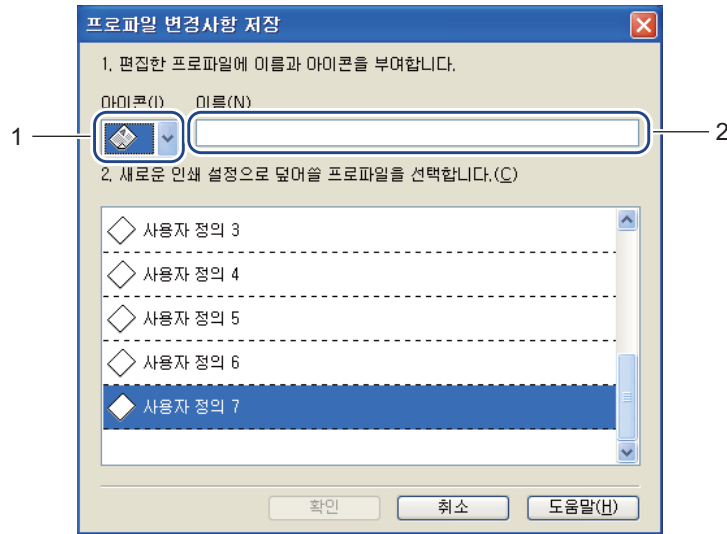 프로파일 변경사항 저장
1. 편집한 프로파일에 이름과 아이콘을 부여합니다.
아이콘(I) 이름(N)
1
2
2. 새로운 인쇄 설정으로 덮어쓸 프로파일을 선택합니다.(C)
사용자 정의 3
사용자 정의 4
사용자 정의 5
사용자 정의 6
사용자 정의 7
확인 취소 도움말(H)